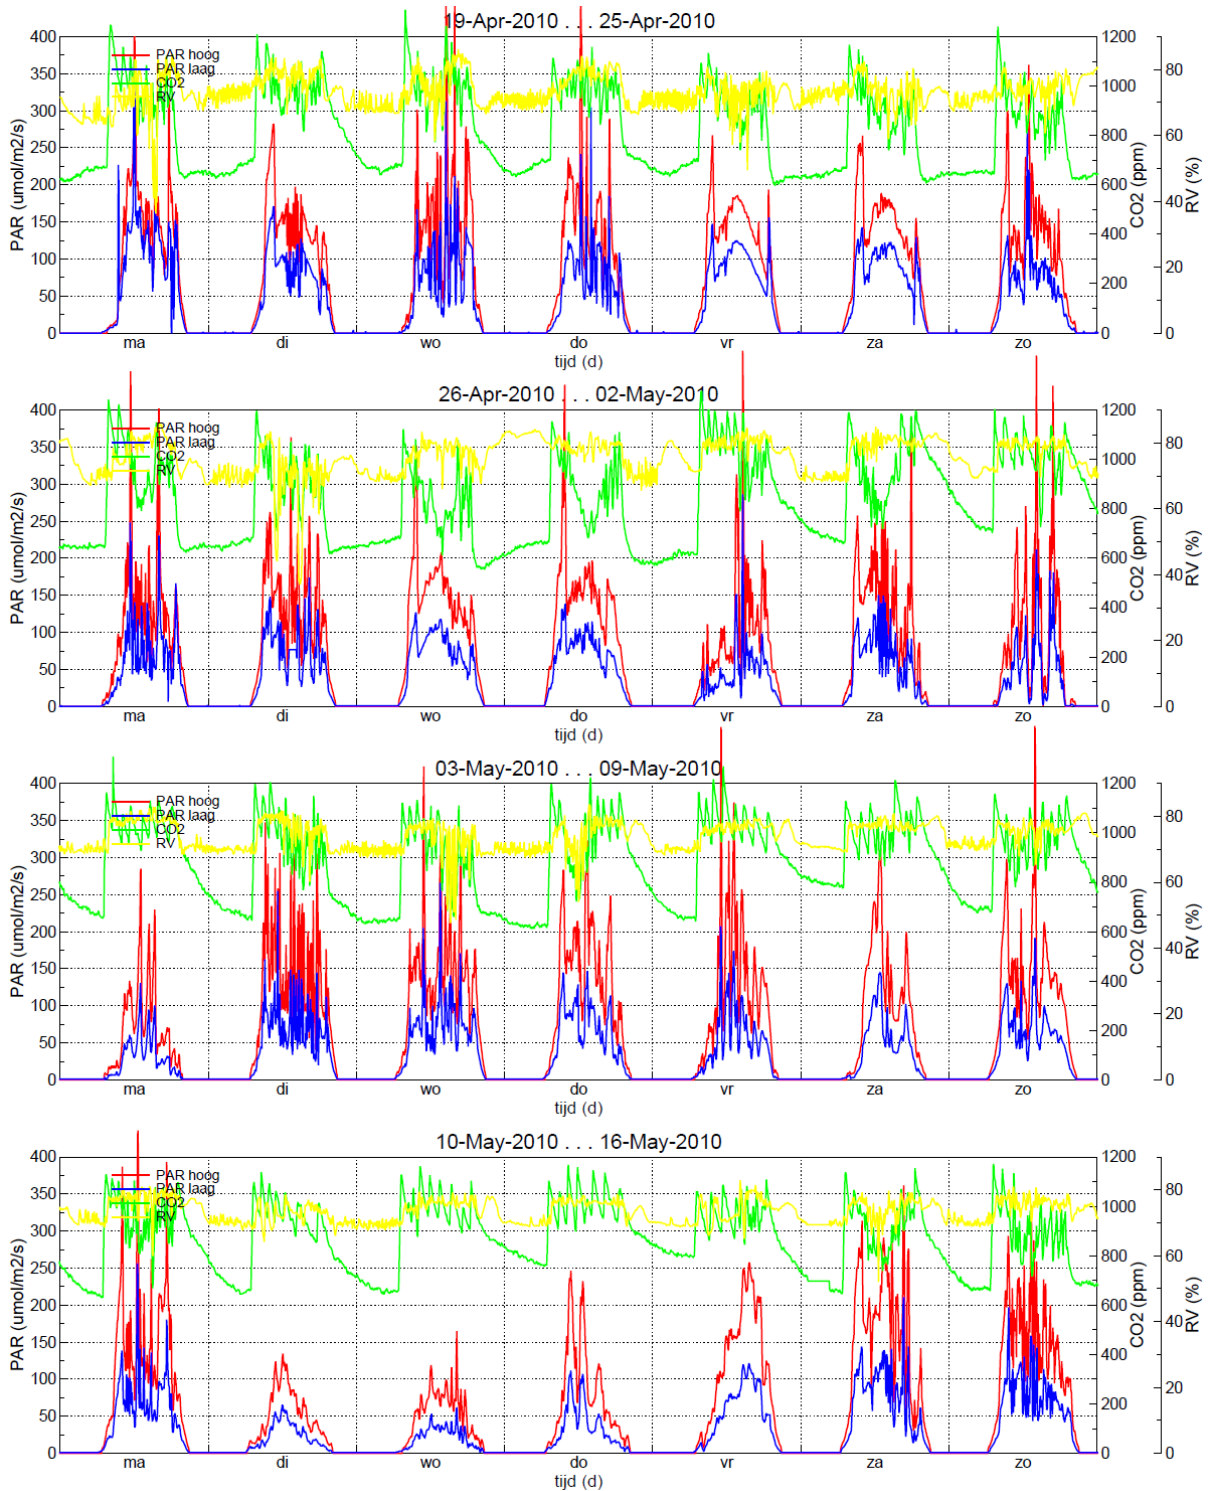 19-Apr-2010 . . . 25-Apr-2010
PAR (umol/m2/s)
400
350
300
250
200
150
100
50
0
PAR hoog
PAR laag
CO2
RV
1200
1000
800
600
400
200
0
CO2 (ppm)
80
60
40
20
0
RV (%)
ma di wo do vr za zo
tijd (d)
26-Apr-2010 . . . 02-May-2010
PAR (umol/m2/s)
400
350
300
250
200
150
100
50
0
PAR hoog
PAR laag
CO2
RV
1200
1000
800
600
400
200
0
CO2 (ppm)
80
60
40
20
0
RV (%)
ma di wo do vr za zo
tijd (d)
03-May-2010 . . . 09-May-2010
PAR (umol/m2/s)
400
350
300
250
200
150
100
50
0
PAR hoog
PAR laag
CO2
RV
1200
1000
800
600
400
200
0
CO2 (ppm)
80
60
40
20
0
RV (%)
ma di wo do vr za zo
tijd (d)
10-May-2010 . . . 16-May-2010
PAR (umol/m2/s)
400
350
300
250
200
150
100
50
0
PAR hoog
PAR laag
CO2
RV
1200
1000
800
600
400
200
0
CO2 (ppm)
80
60
40
20
0
RV (%)
ma di wo do vr za zo
tijd (d)